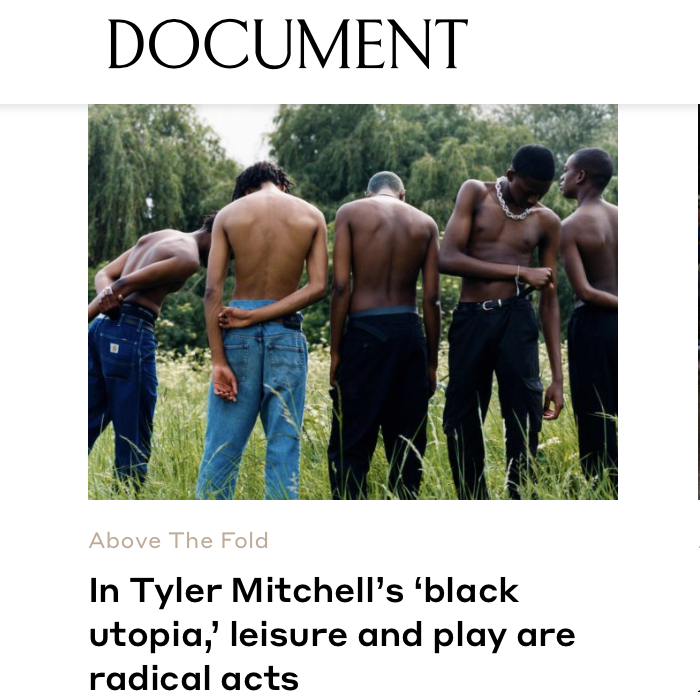 DOCUMENT
Above The Fold
In Tyler Mitchell’s ‘black
utopia,’ leisure and play are
radical acts